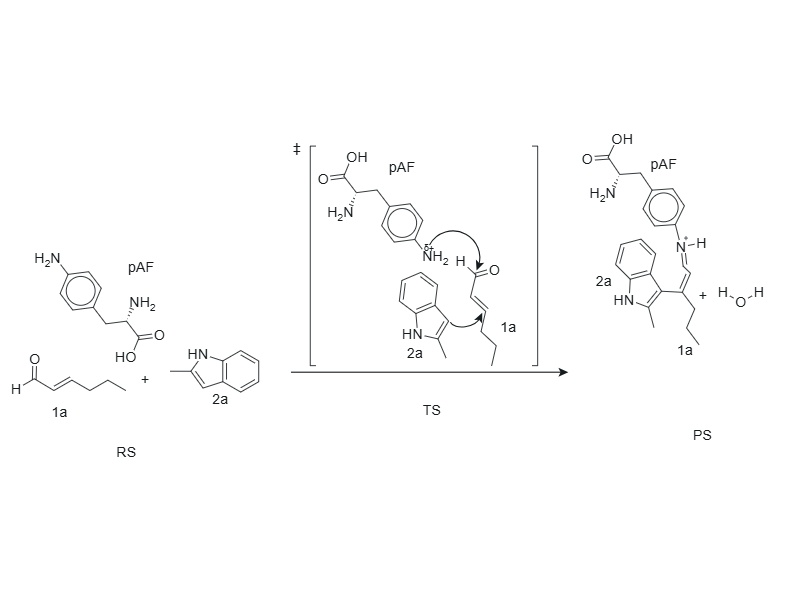 H₂N
pAF
NH₂
O
HO
O
H
1a
+
HN
2a
RS
‡
OH
pAF
O
H₂N
δ+
NH₂
H
O
HN
2a
1a
TS
OH
O
pAF
H₂N
N⁺-H
2a
HN
1a
+
H O H
PS